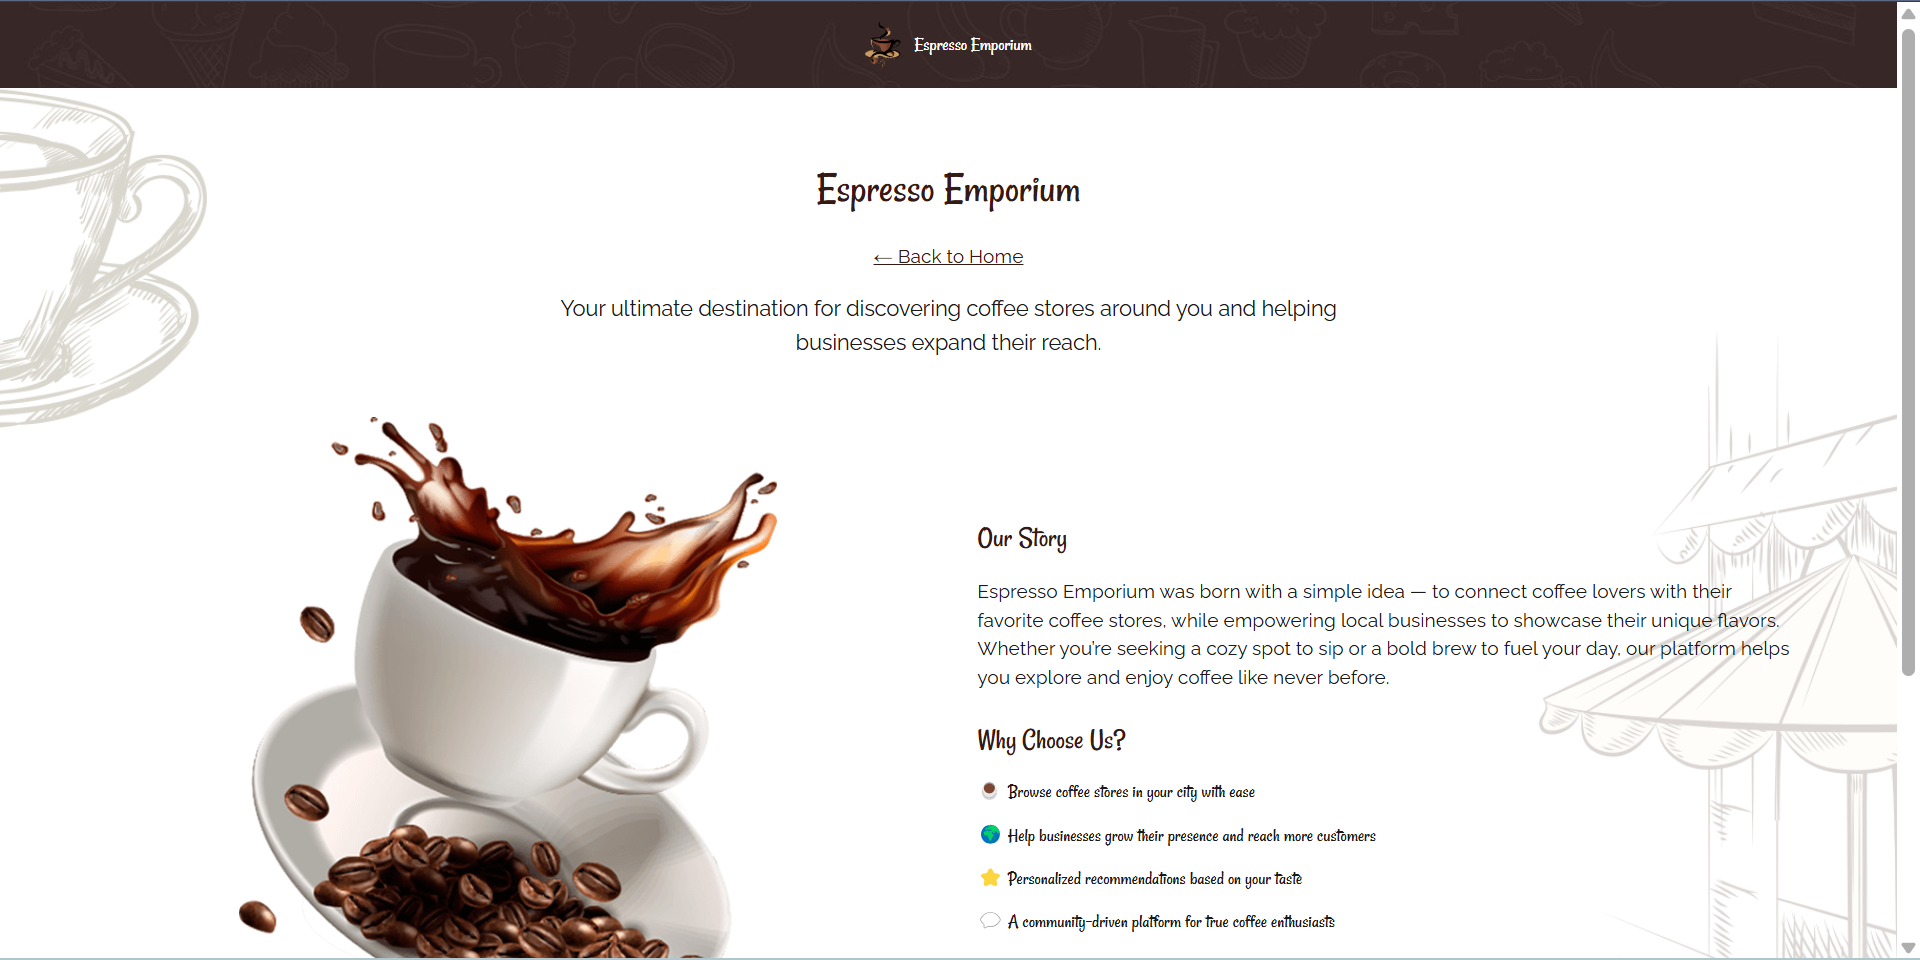 Espresso Emporium
Espresso Emporium
← Back to Home
Your ultimate destination for discovering coffee stores around you and helping
businesses expand their reach.
Our Story
Espresso Emporium was born with a simple idea — to connect coffee lovers with their
favorite coffee stores, while empowering local businesses to showcase their unique flavors.
Whether you’re seeking a cozy spot to sip or a bold brew to fuel your day, our platform helps
you explore and enjoy coffee like never before.
Why Choose Us?
Browse coffee stores in your city with ease
Help businesses grow their presence and reach more customers
Personalized recommendations based on your taste
A community-driven platform for true coffee enthusiasts